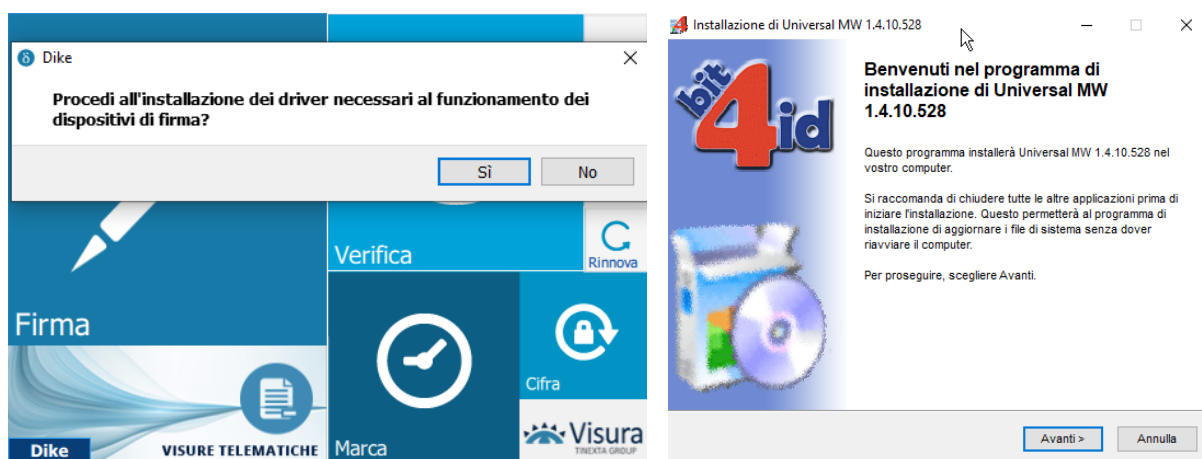 Dike
Procedi all'installazione dei driver necessari al funzionamento dei
dispositivi di firma?
Sì
No
Verifica
Rinnova
Firma
Cifra
Dike
VISURE TELEMATICHE
Marca
Visura
TINEXTA GROUP
Installazione di Universal MW 1.4.10.528
bit
4id
Benvenuti nel programma di
installazione di Universal MW
1.4.10.528
Questo programma installerà Universal MW 1.4.10.528 nel
vostro computer.
Si raccomanda di chiudere tutte le altre applicazioni prima di
iniziare l'installazione. Questo permetterà al programma di
installazione di aggiornare i file di sistema senza dover
riavviare il computer.
Per proseguire, scegliere Avanti.
Avanti >
Annulla